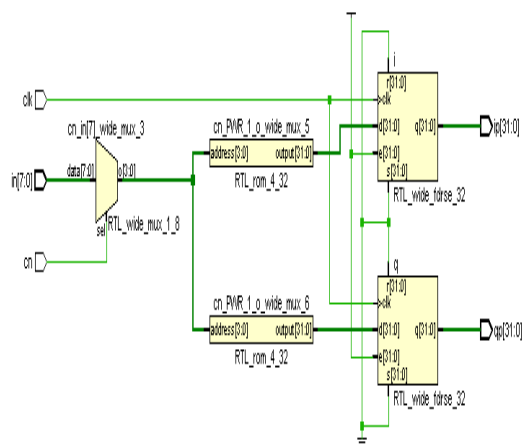 i
r[31:0]
clk
clk
cn_in[7]_wide_mux_3
cn_PWR_1_o_wide_mux_5
d[31:0]
q[31:0]
ip[31:0]
address[3:0]
output[31:0]
e[31:0]
in[7:0]
data[7:0]
o[3:0]
RTL_rom_4_32
s[31:0]
RTL_wide_fdrse_32
sel
RTL_wide_mux_1_8
cn
q
r[31:0]
clk
cn_PWR_1_o_wide_mux_6
address[3:0]
output[31:0]
d[31:0]
q[31:0]
qp[31:0]
RTL_rom_4_32
e[31:0]
s[31:0]
RTL_wide_fdrse_32